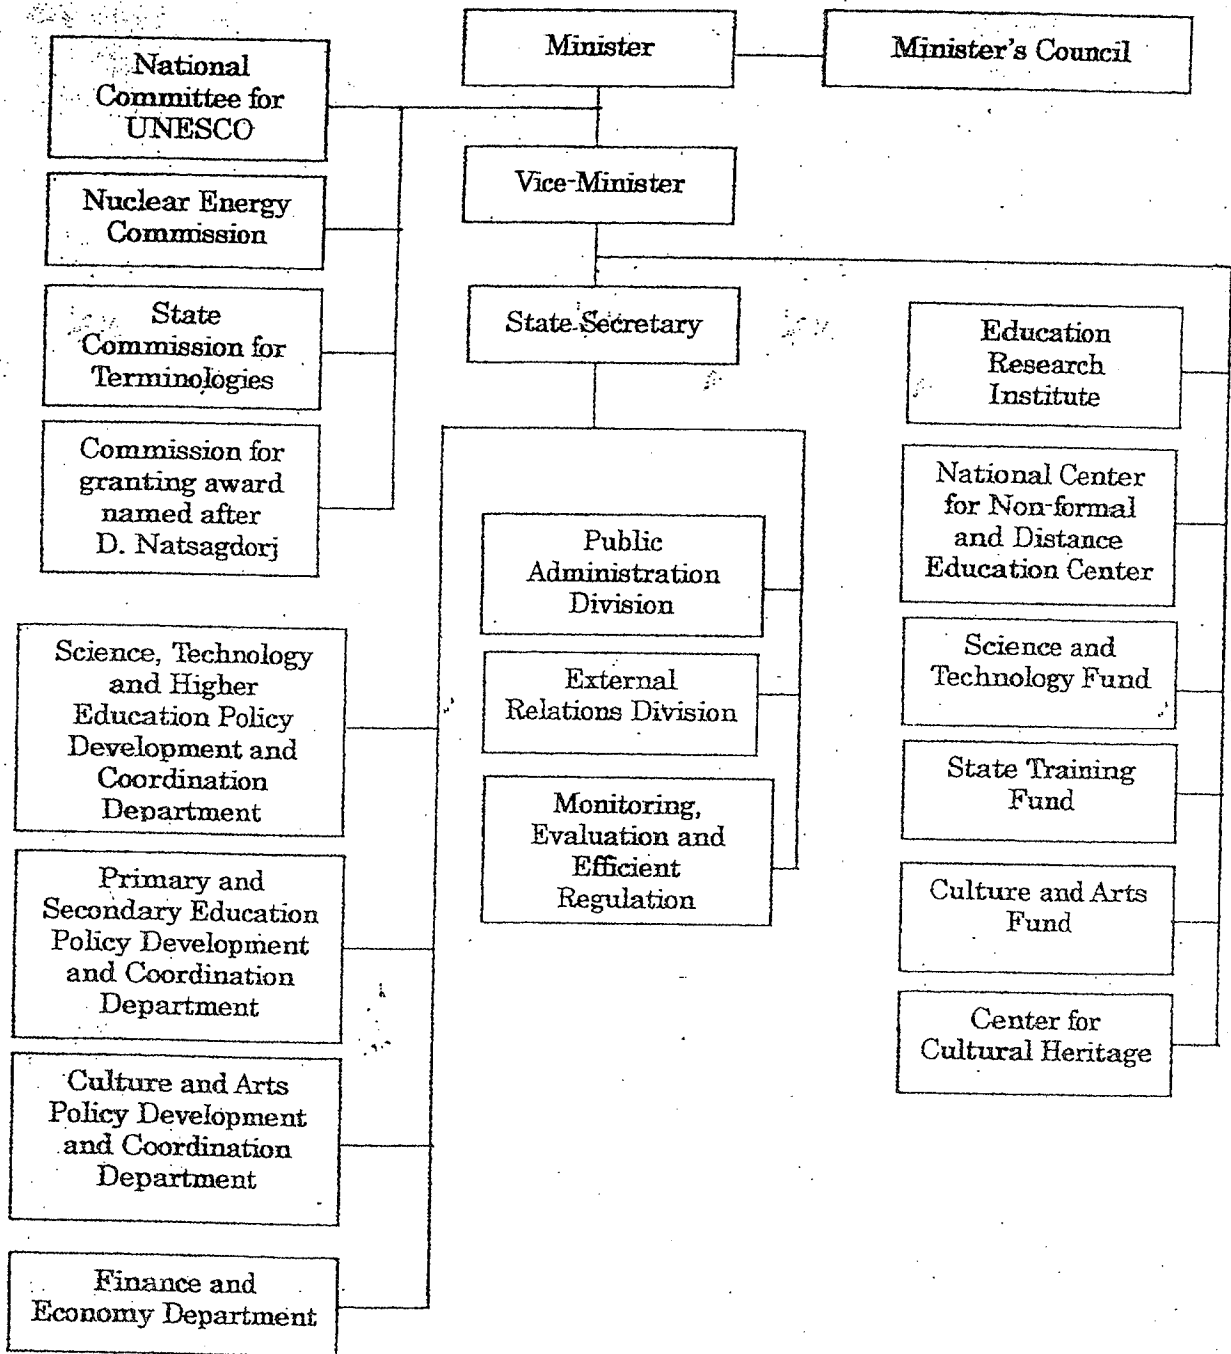 Minister
Minister's Council
National
Committee for
UNESCO
Vice-Minister
Nuclear Energy
Commission
State Secretary
State
Commission for
Terminologies
Education
Research
Institute
Commission for
granting award
named after
D. Natsagdorj
National Center
for Non-formal
and Distance
Education Center
Public
Administration
Division
Science, Technology
and Higher
Education Policy
Development and
Coordination
Department
Science and
Technology Fund
External
Relations Division
State Training
Fund
Monitoring,
Evaluation and
Efficient
Regulation
Primary and
Secondary Education
Policy Development
and Coordination
Department
Culture and Arts
Fund
Center for
Cultural Heritage
Culture and Arts
Policy Development
and Coordination
Department
Finance and
Economy Department